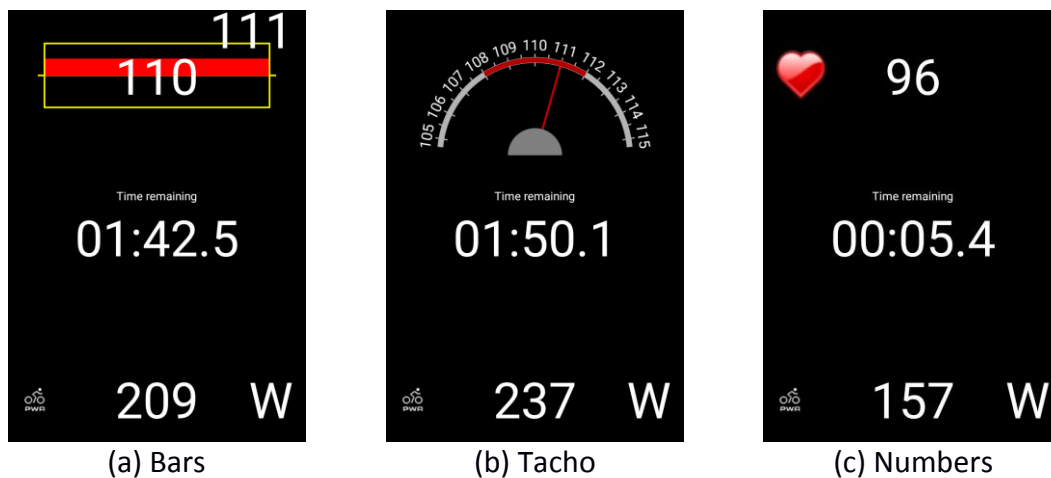 111
110
Time remaining
01:42.5
PWR
209 W
(a) Bars
105 106 107 108 109 110 111 112 113 114 115
Time remaining
01:50.1
PWR
237 W
(b) Tacho
96
Time remaining
00:05.4
PWR
157 W
(c) Numbers